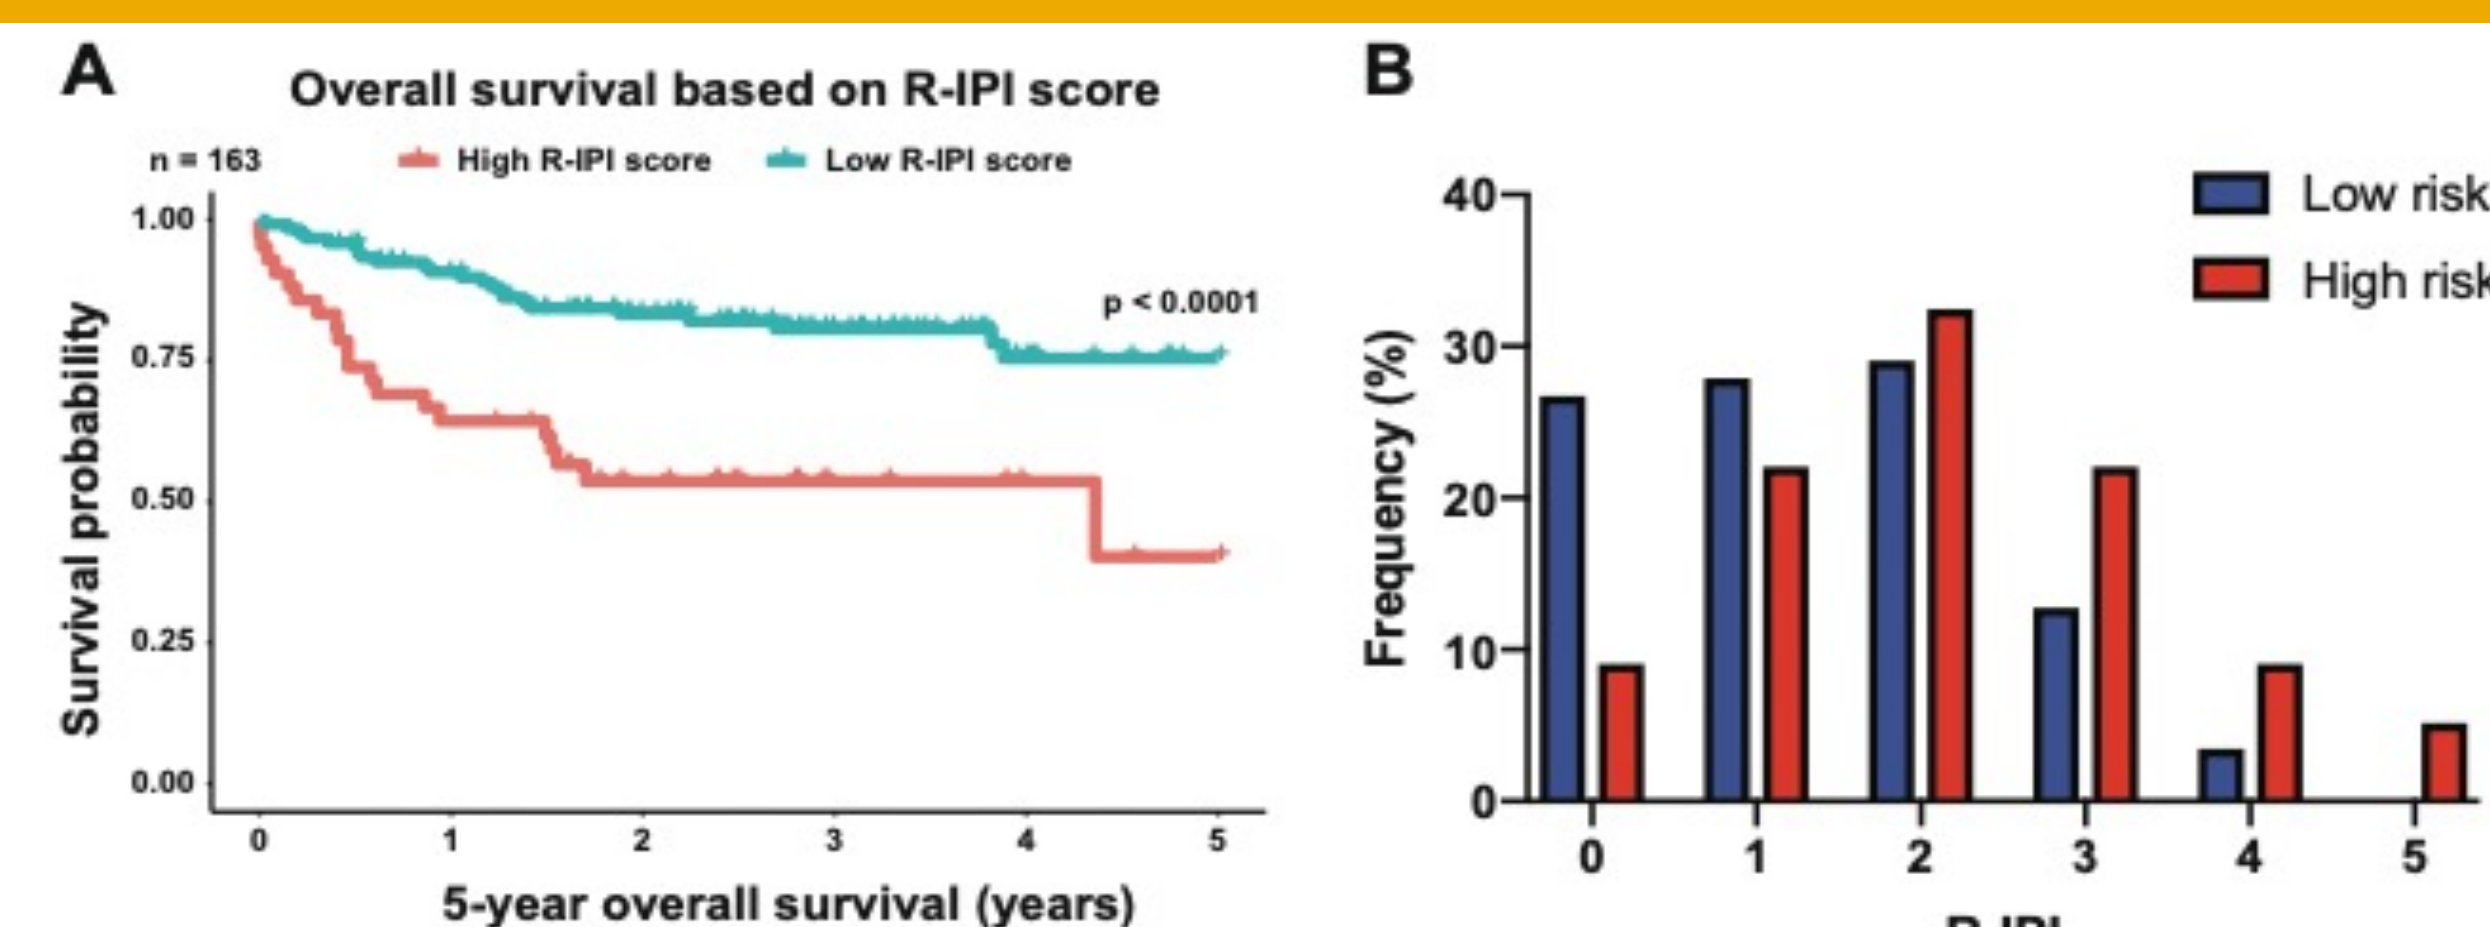 A
Overall survival based on R-IPI score
n = 163
High R-IPI score
Low R-IPI score
1.00
0.75
0.50
0.25
0.00
Survival probability
p < 0.0001
0 1 2 3 4 5
5-year overall survival (years)
B
Low risk
High risk
40
30
20
10
0
Frequency (%)
0 1 2 3 4 5
R-IPI